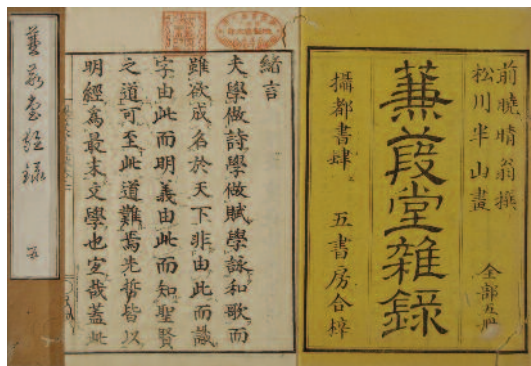 前曉晴翁撰
松川半山畫
全部五冊
蒹葭堂雜録
攝都書肆
五書房合梓
緒言
夫學做詩學做賦學詠和歌而
雖欲成名於天下非由此而識
字由此而明義由此而知聖賢
之道可至此道難焉先哲皆以
明經為最末文學也宜哉蓋此
蒹葭堂雜録
五